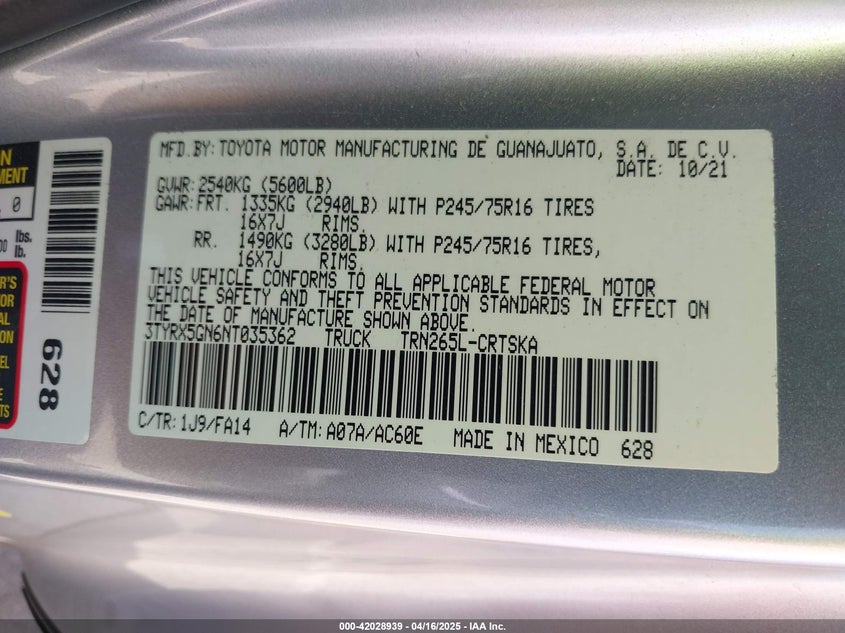 MFD.BY:TOYOTA MOTOR MANUFACTURING DE GUANAJUATO, S.A. DE C.V.
DATE: 10/21
GVWR:2540KG (5600LB)
GAWR:FRT. 1335KG (2940LB) WITH P245/75R16 TIRES
16X7J RIMS.
RR. 1490KG (3280LB) WITH P245/75R16 TIRES,
16X7J RIMS.
THIS VEHICLE CONFORMS TO ALL APPLICABLE FEDERAL MOTOR
VEHICLE SAFETY AND THEFT PREVENTION STANDARDS IN EFFECT ON
THE DATE OF MANUFACTURE SHOWN ABOVE.
3TYRX5GN6NT035362 TRUCK TRN265L-CRTSKA
C/TR:1J9/FA14 A/TM:A07A/AC60E MADE IN MEXICO 628
0
lbs.
lb.
628
000-42028939 - 04/16/2025 - IAA Inc.